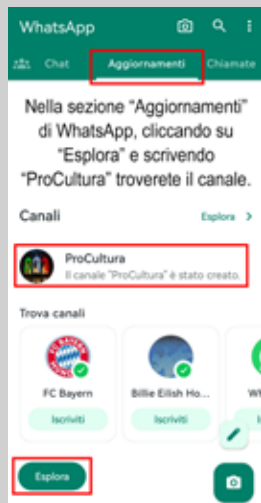 WhatsApp
Chat Aggiornamenti Chiamate
Nella sezione “Aggiornamenti”
di WhatsApp, cliccando su
“Esplora” e scrivendo
“ProCultura” troverete il canale.
Canali Esplora >
ProCultura
Il canale "ProCultura" è stato creato.
Trova canali
FC Bayern Billie Eilish Ho... Wh
Iscriviti Iscriviti
Esplora